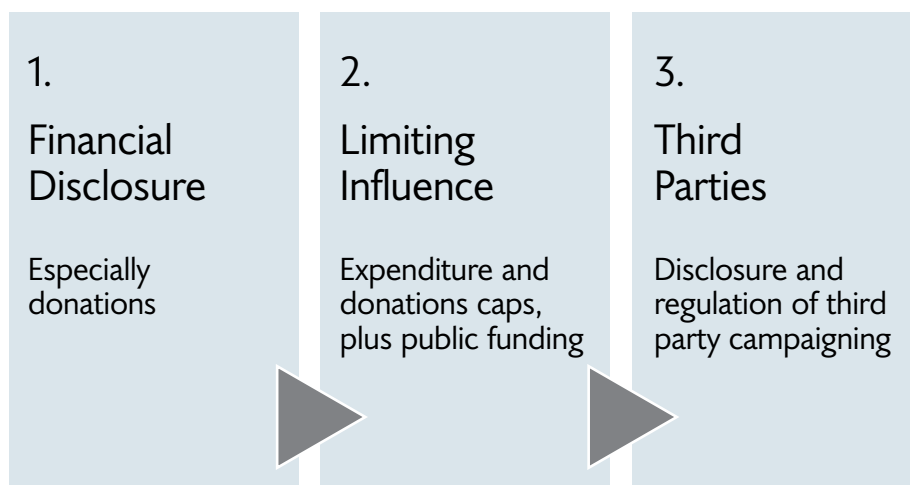 1.
Financial
Disclosure
Especially
donations
2.
Limiting
Influence
Expenditure and
donations caps,
plus public funding
3.
Third
Parties
Disclosure and
regulation of third
party campaigning